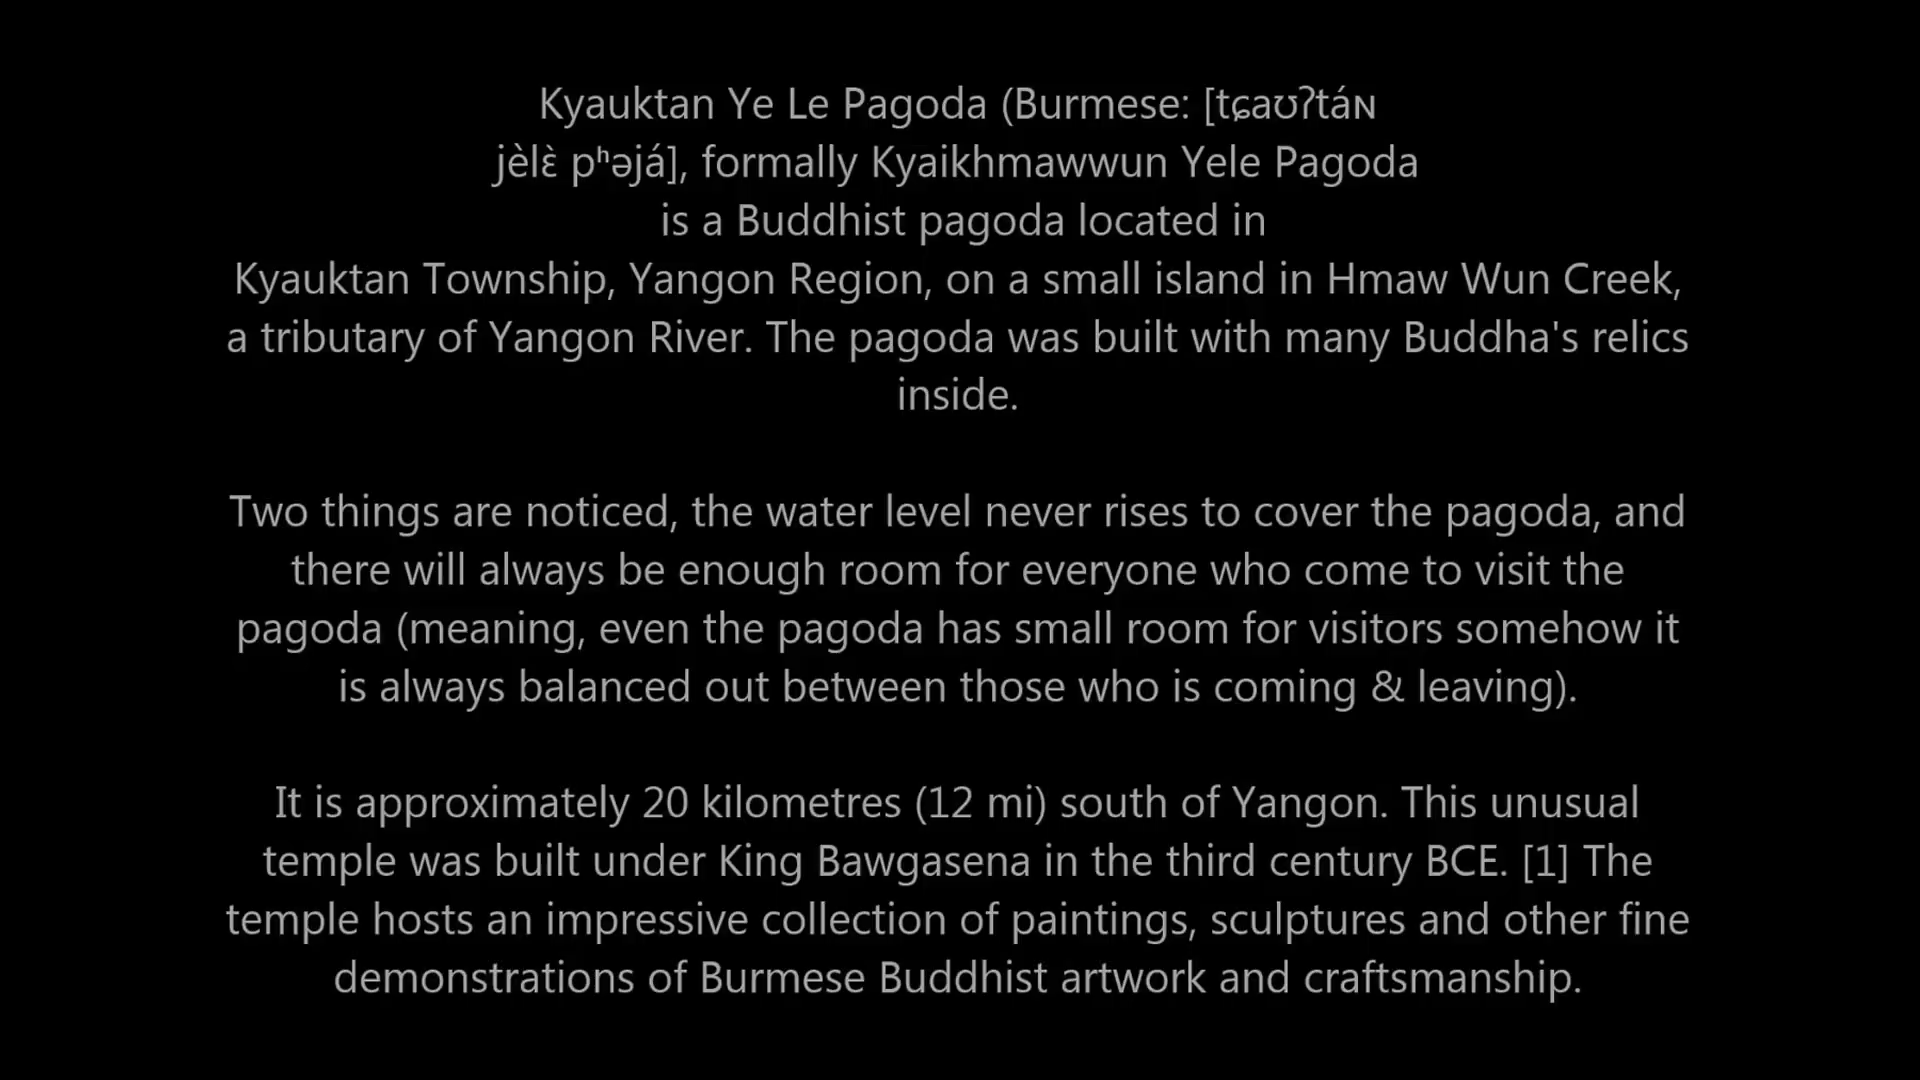 Kyauktan Ye Le Pagoda (Burmese: [tɕaʊʔtáɴ
jèlɛ̀ pʰəjá], formally Kyaikhmawwun Yele Pagoda
is a Buddhist pagoda located in
Kyauktan Township, Yangon Region, on a small island in Hmaw Wun Creek,
a tributary of Yangon River. The pagoda was built with many Buddha's relics
inside.
Two things are noticed, the water level never rises to cover the pagoda, and
there will always be enough room for everyone who come to visit the
pagoda (meaning, even the pagoda has small room for visitors somehow it
is always balanced out between those who is coming & leaving).
It is approximately 20 kilometres (12 mi) south of Yangon. This unusual
temple was built under King Bawgasena in the third century BCE. [1] The
temple hosts an impressive collection of paintings, sculptures and other fine
demonstrations of Burmese Buddhist artwork and craftsmanship.